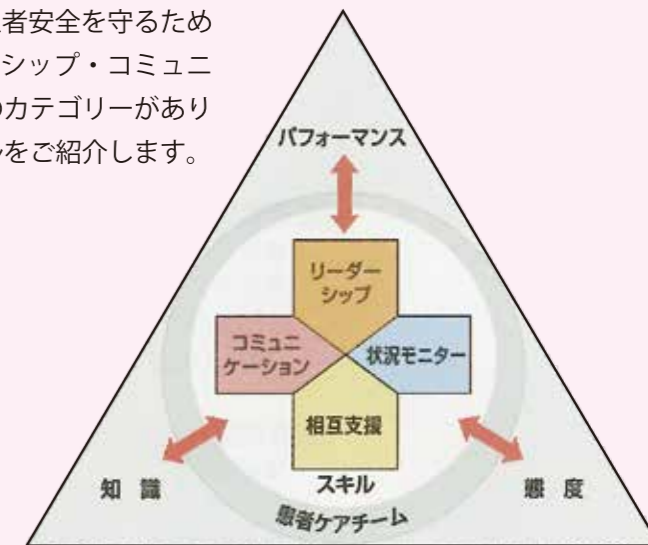 者安全を守るため
シップ・コミュニ
カテゴリーがあり
をご紹介します。
パフォーマンス
リーダー
シップ
コミュニ
ケーション
状況モニター
相互支援
スキル
知 識
態 度
患者ケアチーム